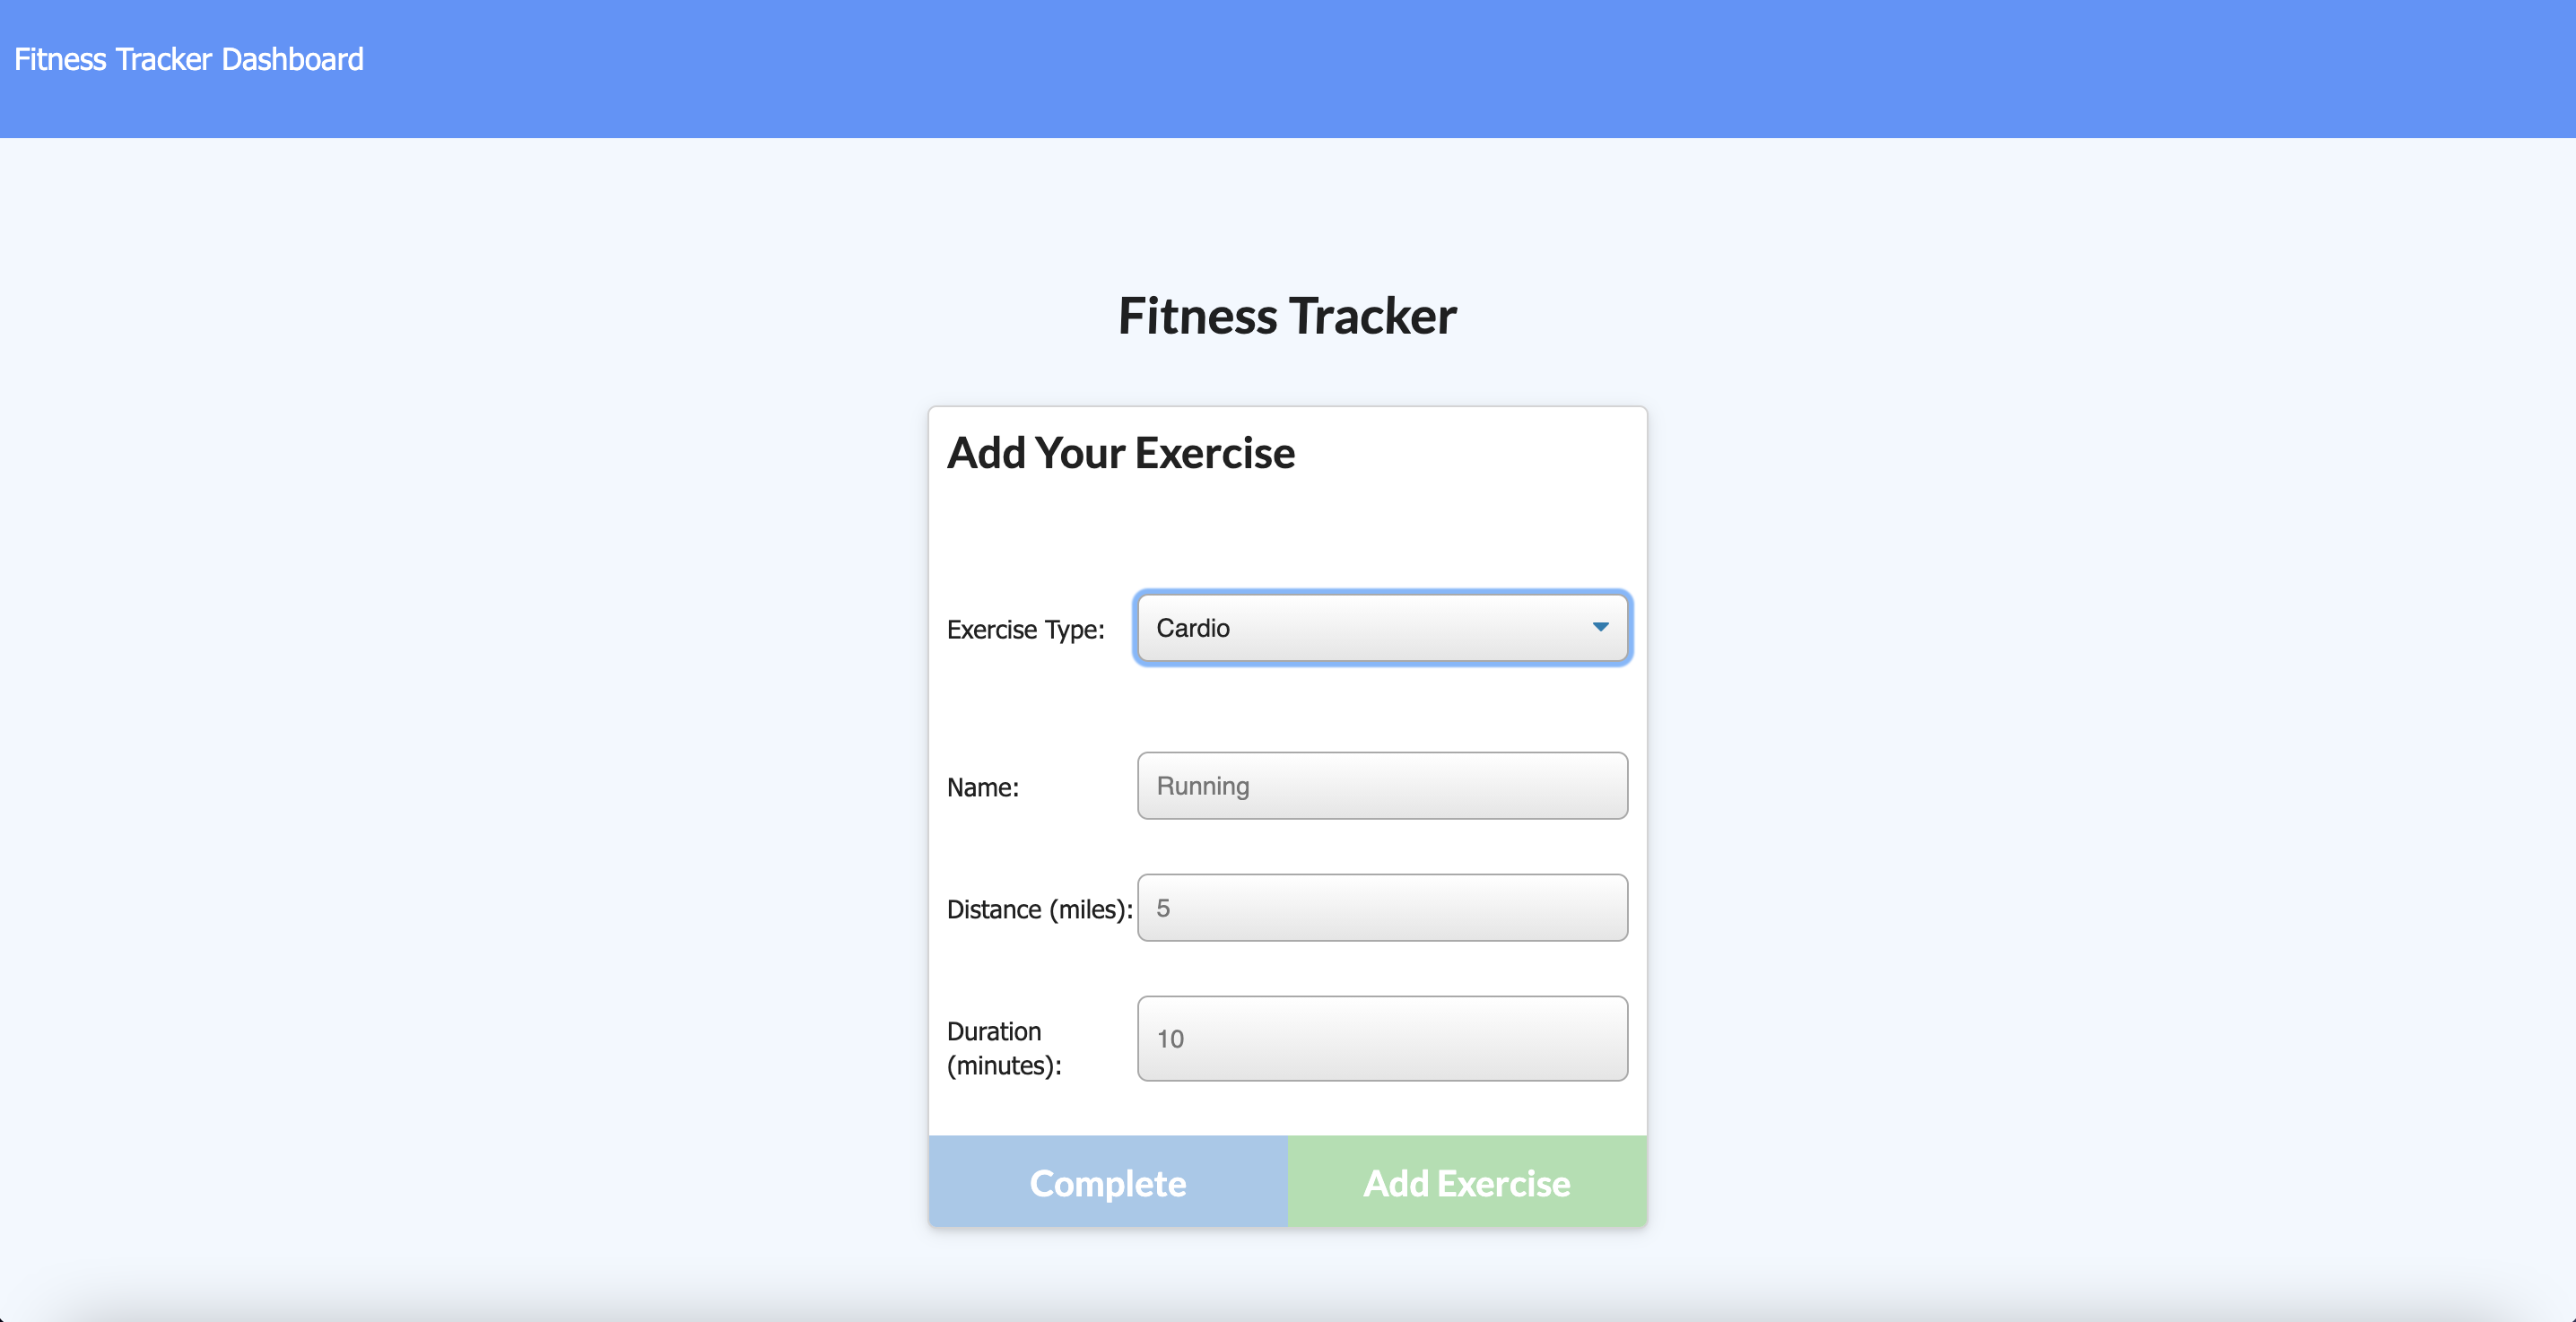 Fitness Tracker Dashboard
Fitness Tracker
Add Your Exercise
Exercise Type: Cardio
Name: Running
Distance (miles): 5
Duration (minutes): 10
Complete Add Exercise